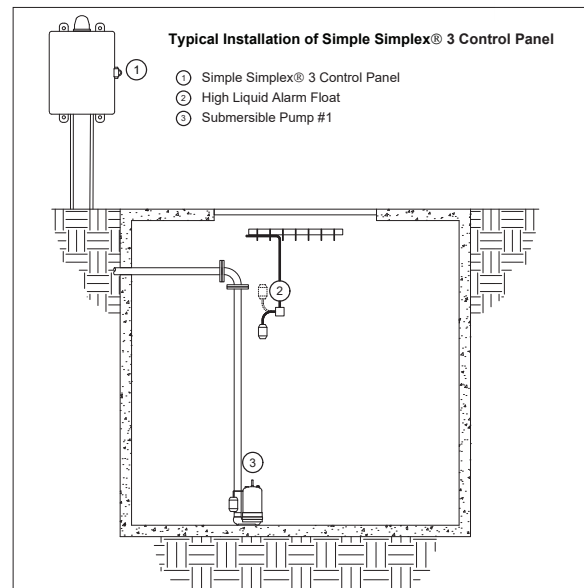 Typical Installation of Simple Simplex® 3 Control Panel
1 Simple Simplex® 3 Control Panel
2 High Liquid Alarm Float
3 Submersible Pump #1
1
2
3